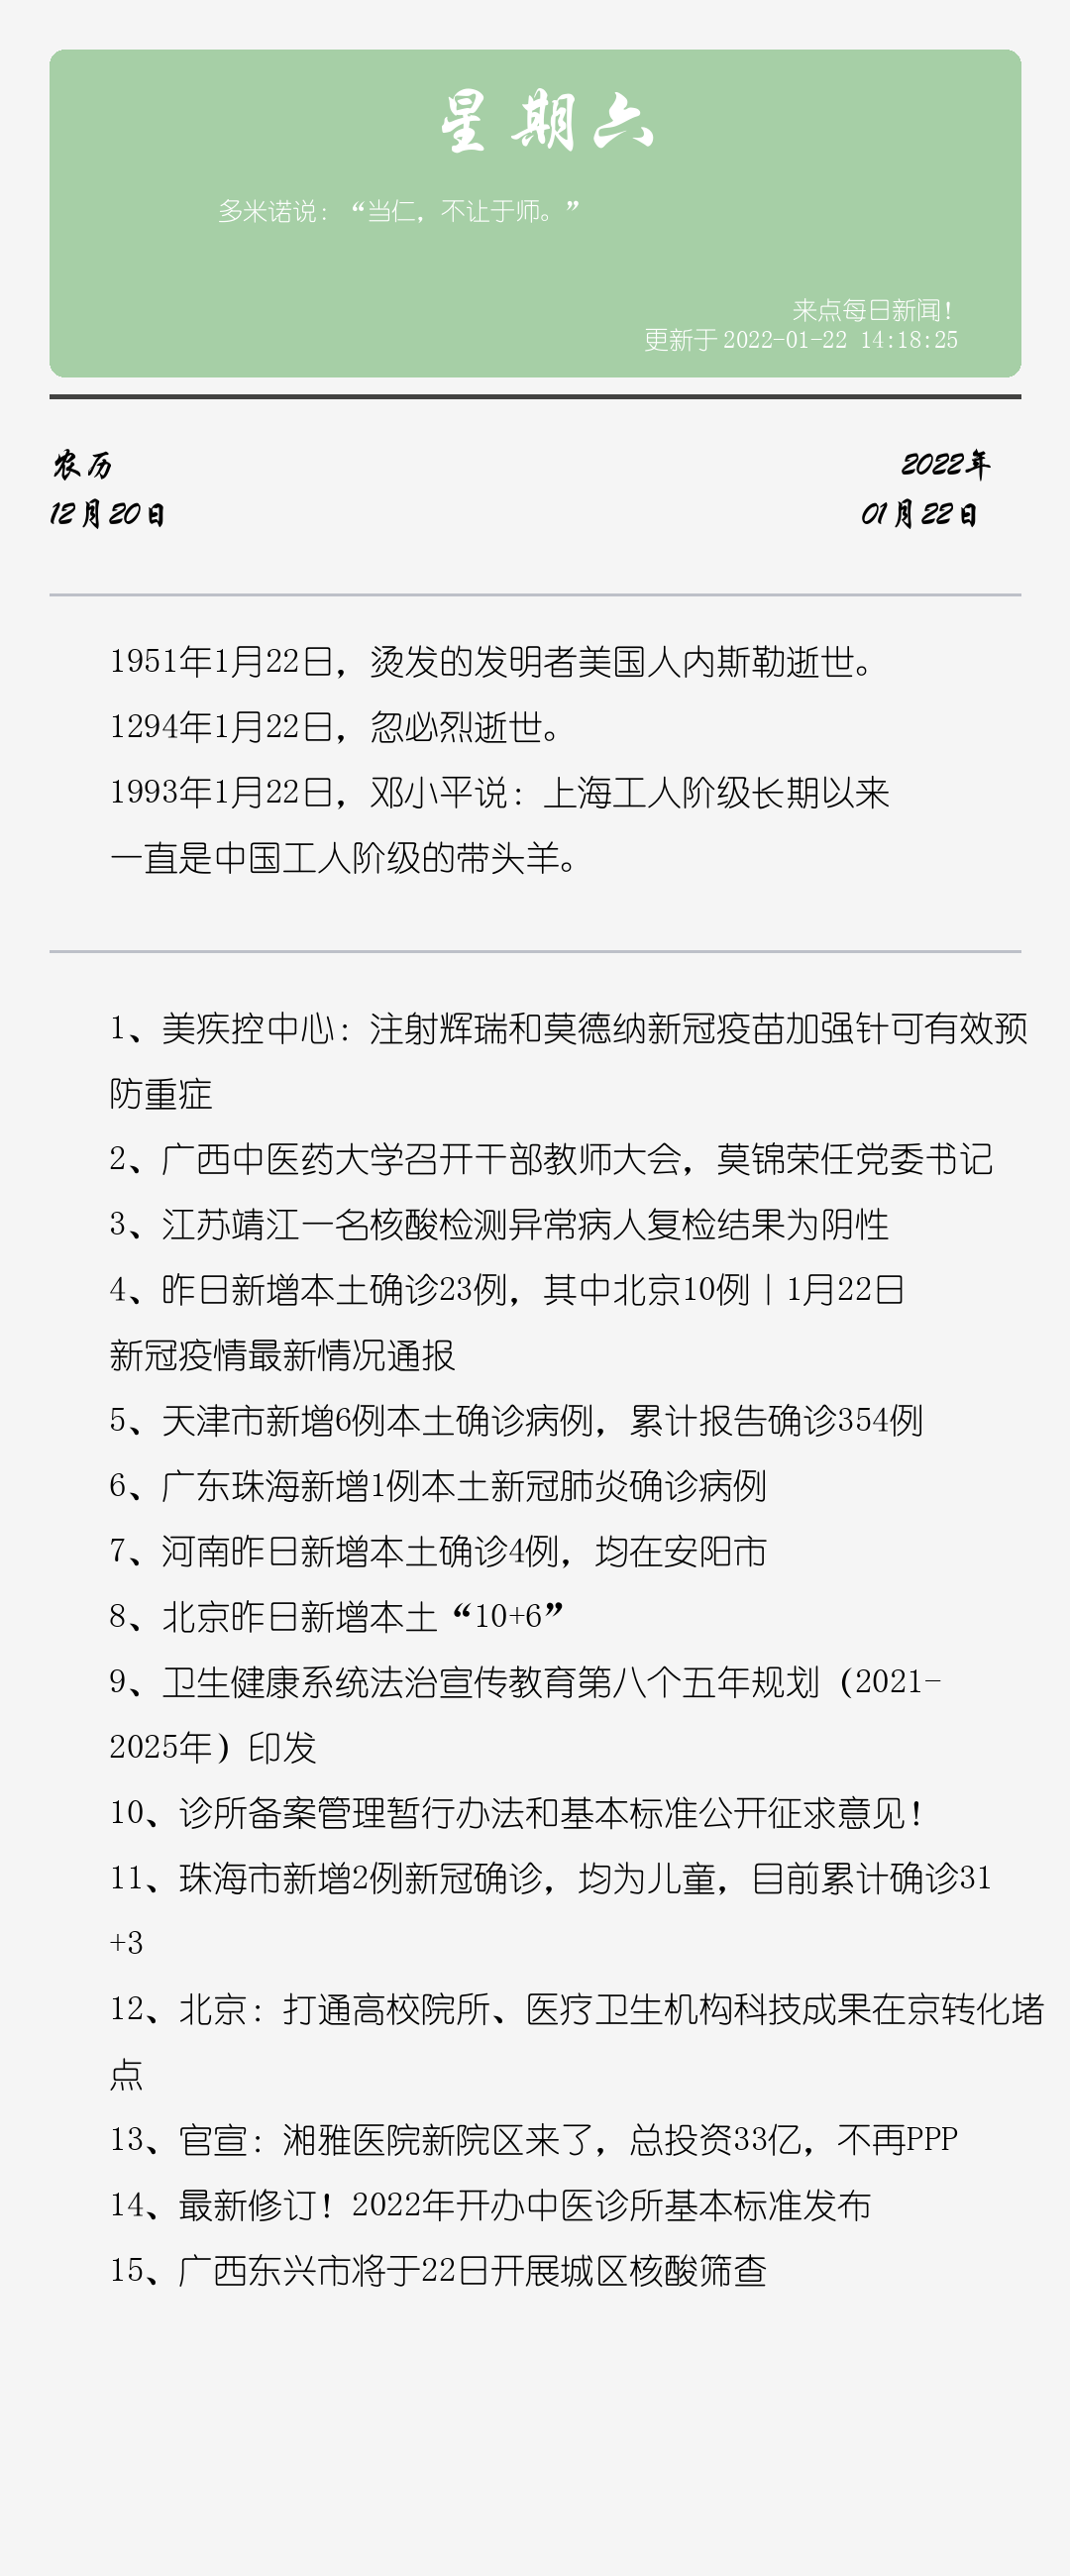 星期六
多米诺说：“当仁，不让于师。”
来点每日新闻！
更新于 2022-01-22 14:18:25
农历
2022年
12月20日
01月22日
1951年1月22日，烫发的发明者美国人内斯勒逝世。
1294年1月22日，忽必烈逝世。
1993年1月22日，邓小平说：上海工人阶级长期以来
一直是中国工人阶级的带头羊。
1、美疾控中心：注射辉瑞和莫德纳新冠疫苗加强针可有效预
防重症
2、广西中医药大学召开干部教师大会，莫锦荣任党委书记
3、江苏靖江一名核酸检测异常病人复检结果为阴性
4、昨日新增本土确诊23例，其中北京10例丨1月22日
新冠疫情最新情况通报
5、天津市新增6例本土确诊病例，累计报告确诊354例
6、广东珠海新增1例本土新冠肺炎确诊病例
7、河南昨日新增本土确诊4例，均在安阳市
8、北京昨日新增本土“10+6”
9、卫生健康系统法治宣传教育第八个五年规划（2021-
2025年）印发
10、诊所备案管理暂行办法和基本标准公开征求意见！
11、珠海市新增2例新冠确诊，均为儿童，目前累计确诊31
+3
12、北京：打通高校院所、医疗卫生机构科技成果在京转化堵
点
13、官宣：湘雅医院新院区来了，总投资33亿，不再PPP
14、最新修订！2022年开办中医诊所基本标准发布
15、广西东兴市将于22日开展城区核酸筛查